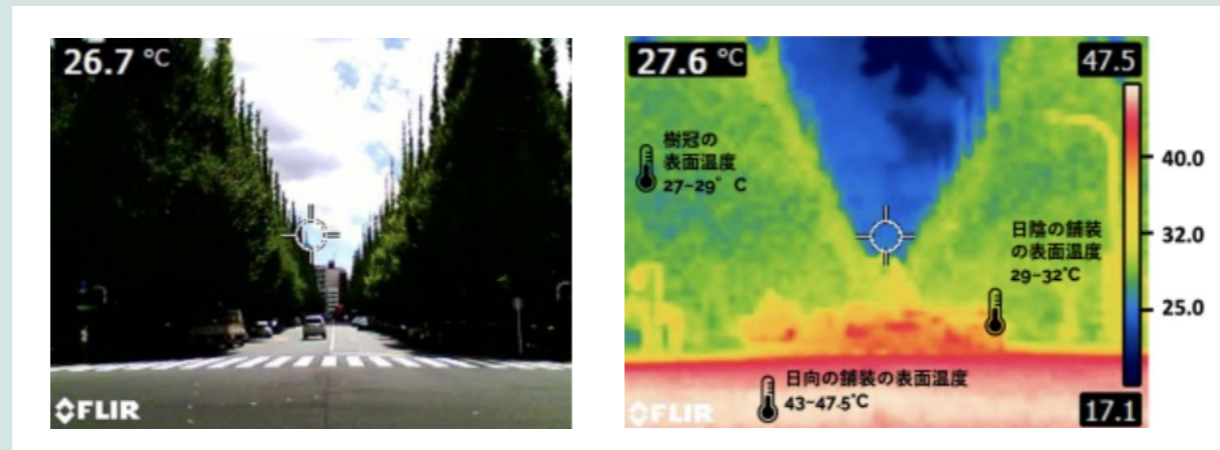 26.7 °C
FLIR
27.6 °C
47.5
樹冠の
表面温度
27-29° C
40.0
日陰の舗装
の表面温度
29-32°C
32.0
25.0
日向の舗装の表面温度
43-47.5°C
FLIR
17.1